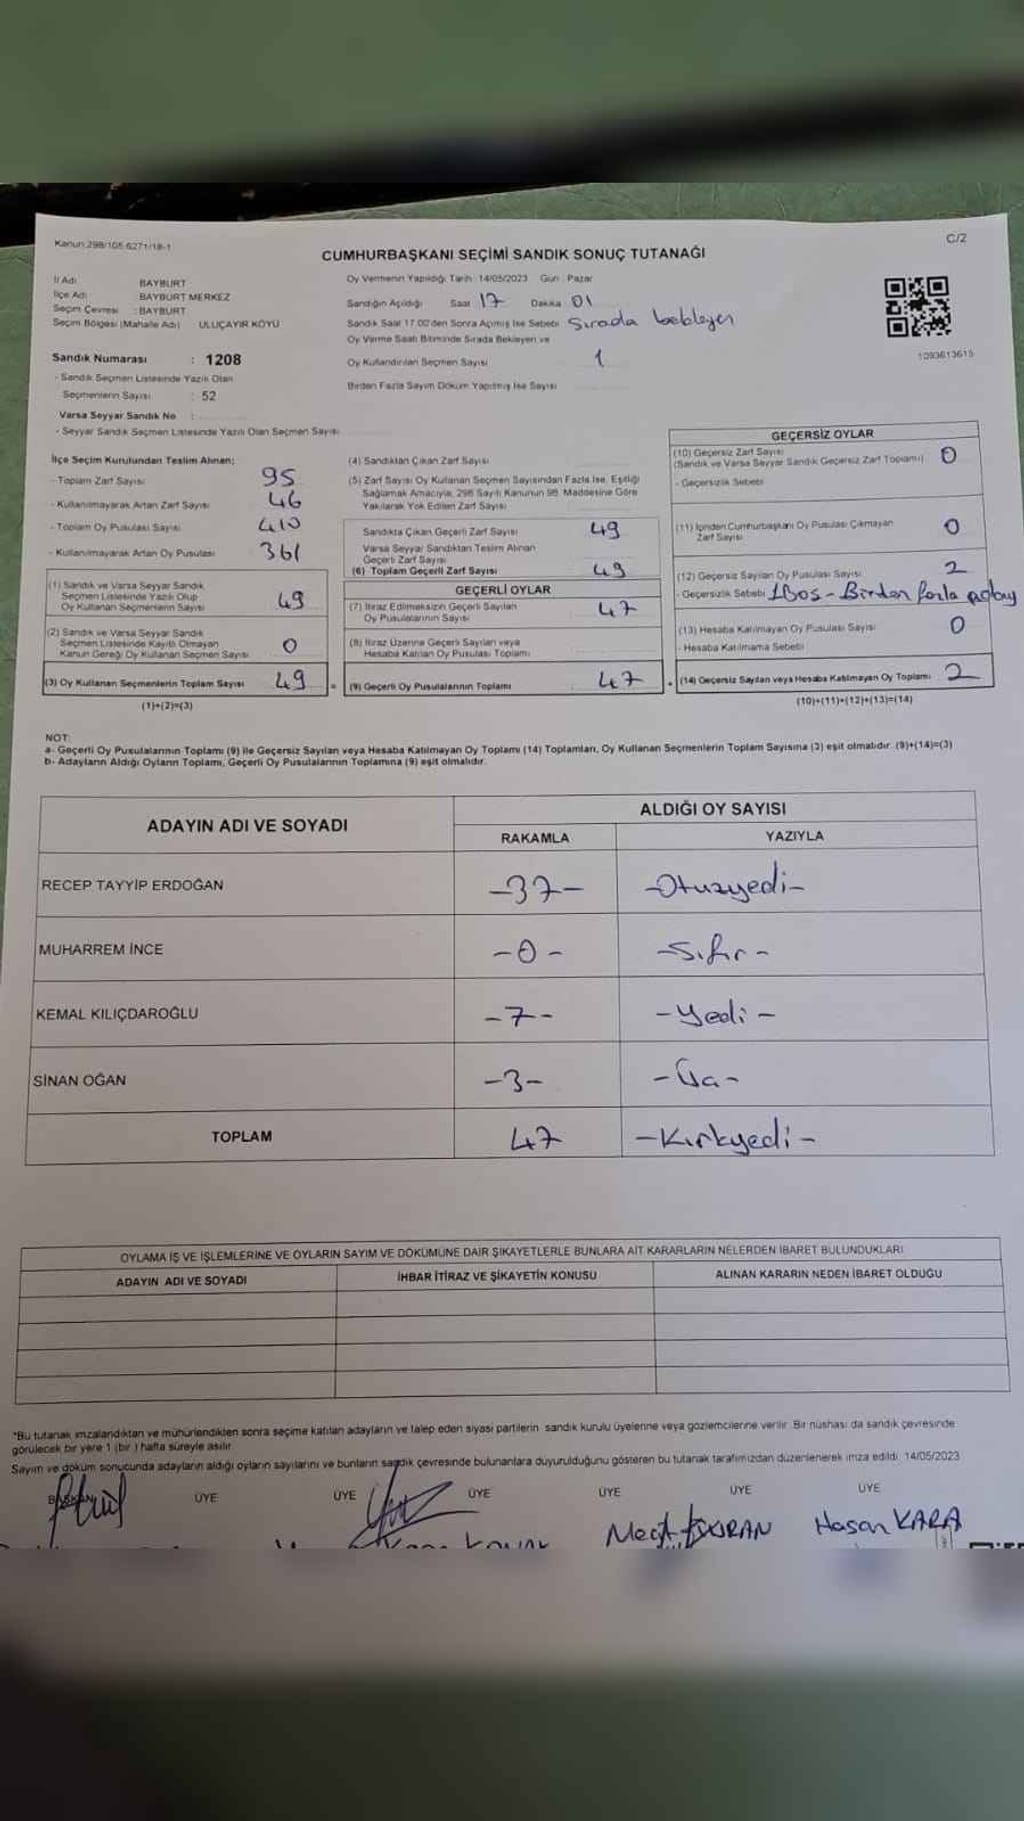 Kanun:298/105 6271/18-1
C/2
CUMHURBAŞKANI SEÇİMİ SANDIK SONUÇ TUTANAĞI
İl Adı BAYBURT
İlçe Adı BAYBURT MERKEZ
Seçim Çevresi : BAYBURT
Seçim Bölgesi (Mahalle Adı) ULUÇAYIR KÖYÜ
Sandık Numarası : 1208
- Sandık Seçmen Listesinde Yazılı Olan
Seçmenlerin Sayısı : 52
Varsa Seyyar Sandık No :
- Seyyar Sandık Seçmen Listesinde Yazılı Olan Seçmen Sayısı
Oy Vermenin Yapıldığı Tarih : 14/05/2023 Gün : Pazar
Sandığın Açıldığı Saat 17 Dakika 01
Sandık Saat 17.00'den Sonra Açılmış İse Sebebi Sırada bekleyen
Oy Verme Saati Bitiminde Sırada Bekleyen ve
Oy Kullandırılan Seçmen Sayısı 1
Birden Fazla Sayım Döküm Yapılmış İse Sayısı
1093613615
İlçe Seçim Kurulundan Teslim Alınan;
- Toplam Zarf Sayısı 95
- Kullanılmayarak Artan Zarf Sayısı 46
- Toplam Oy Pusulası Sayısı 410
- Kullanılmayarak Artan Oy Pusulası 361
(1) Sandık ve Varsa Seyyar Sandık
Seçmen Listesinde Yazılı Olup
Oy Kullanan Seçmenlerin Sayısı 49
(2) Sandık ve Varsa Seyyar Sandık
Seçmen Listesinde Kayıtlı Olmayan
Kanun Gereği Oy Kullanan Seçmen Sayısı 0
(3) Oy Kullanan Seçmenlerin Toplam Sayısı 49
(1)+(2)=(3)
(4) Sandıktan Çıkan Zarf Sayısı
(5) Zarf Sayısı Oy Kullanan Seçmen Sayısından Fazla İse, Eşitliği
Sağlamak Amacıyla, 298 Sayılı Kanunun 98. Maddesine Göre
Yakılarak Yok Edilen Zarf Sayısı
Sandıkta Çıkan Geçerli Zarf Sayısı 49
Varsa Seyyar Sandıktan Teslim Alınan
Geçerli Zarf Sayısı
(6) Toplam Geçerli Zarf Sayısı 49
GEÇERLİ OYLAR
(7) İtiraz Edilmeksizin Geçerli Sayılan
Oy Pusulalarının Sayısı 47
(8) İtiraz Üzerine Geçerli Sayılan veya
Hesaba Katılan Oy Pusulası Toplamı
(9) Geçerli Oy Pusulalarının Toplamı 47
GEÇERSİZ OYLAR
(10) Geçersiz Zarf Sayısı
(Sandık ve Varsa Seyyar Sandık Geçersiz Zarf Toplamı) 0
- Geçersizlik Sebebi
(11) İçinden Cumhurbaşkanı Oy Pusulası Çıkmayan
Zarf Sayısı 0
(12) Geçersiz Sayılan Oy Pusulası Sayısı 2
- Geçersizlik Sebebi 1Boş - Birden fazla aday
(13) Hesaba Katılmayan Oy Pusulası Sayısı 0
- Hesaba Katılmama Sebebi
(14) Geçersiz Sayılan veya Hesaba Katılmayan Oy Toplamı 2
(10)+(11)+(12)+(13)=(14)
NOT:
a- Geçerli Oy Pusulalarının Toplamı (9) ile Geçersiz Sayılan veya Hesaba Katılmayan Oy Toplamı (14) Toplamları, Oy Kullanan Seçmenlerin Toplam Sayısına (3) eşit olmalıdır. (9)+(14)=(3)
b- Adayların Aldığı Oyların Toplamı, Geçerli Oy Pusulalarının Toplamına (9) eşit olmalıdır.
ADAYIN ADI VE SOYADI ALDIĞI OY SAYISI
RAKAMLA YAZIYLA
RECEP TAYYİP ERDOĞAN -37- -Otuzyedi-
MUHARREM İNCE -0- -Sıfır-
KEMAL KILIÇDAROĞLU -7- -Yedi-
SİNAN OĞAN -3- -Üç-
TOPLAM 47 -Kırkyedi-
OYLAMA İŞ VE İŞLEMLERİNE VE OYLARIN SAYIM VE DÖKÜMÜNE DAİR ŞİKAYETLERLE BUNLARA AİT KARARLARIN NELERDEN İBARET BULUNDUKLARI
ADAYIN ADI VE SOYADI İHBAR İTİRAZ VE ŞİKAYETİN KONUSU ALINAN KARARIN NEDEN İBARET OLDUĞU
*Bu tutanak imzalandıktan ve mühürlendikten sonra seçime katılan adayların ve talep eden siyasi partilerin sandık kurulu üyelerine veya gözlemcilerine verilir. Bir nüshası da sandık çevresinde
görülecek bir yere 1 (bir ) hafta süreyle asılır.
Sayım ve döküm sonucunda adayların aldığı oyların sayılarını ve bunların sandık çevresinde bulunanlara duyurulduğunu gösteren bu tutanak tarafımızdan düzenlenerek imza edildi. 14/05/2023
BAŞKAN ÜYE ÜYE ÜYE ÜYE ÜYE ÜYE
Hasan KARA